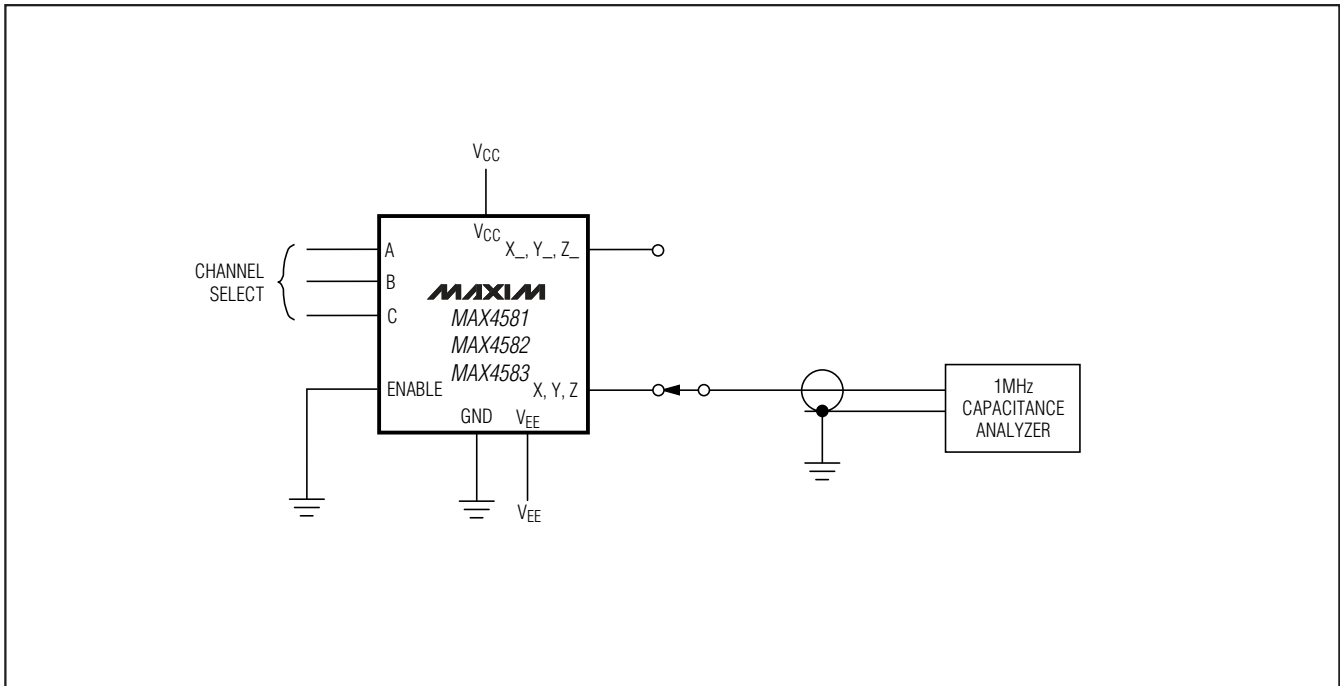 VCC
VCC
A
X_, Y_, Z_
CHANNEL
SELECT
B
C
MAXIM
MAX4581
MAX4582
MAX4583
ENABLE
X, Y, Z
GND
VEE
VEE
1MHz
CAPACITANCE
ANALYZER